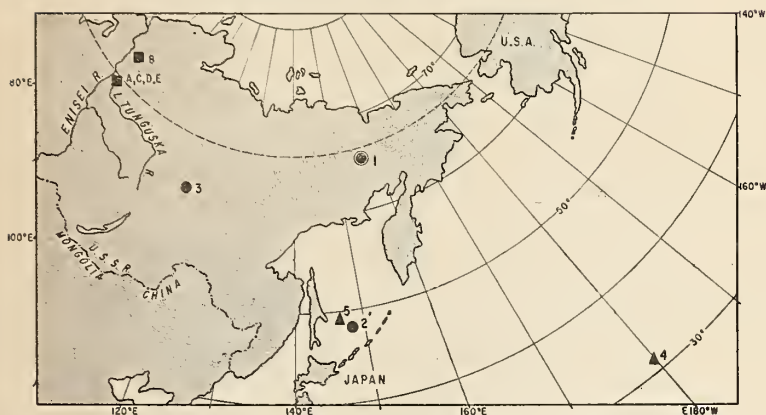 140°W
U.S.A.
B
80°E
A,C,D,E
70°
ENISEI R.
L. TUNGUSKA R.
1
3
160°W
50°
100°E
U.S.S.R.
MONGOLIA
CHINA
5
2
30°
4
JAPAN
120°E
140°E
160°E
E180°W